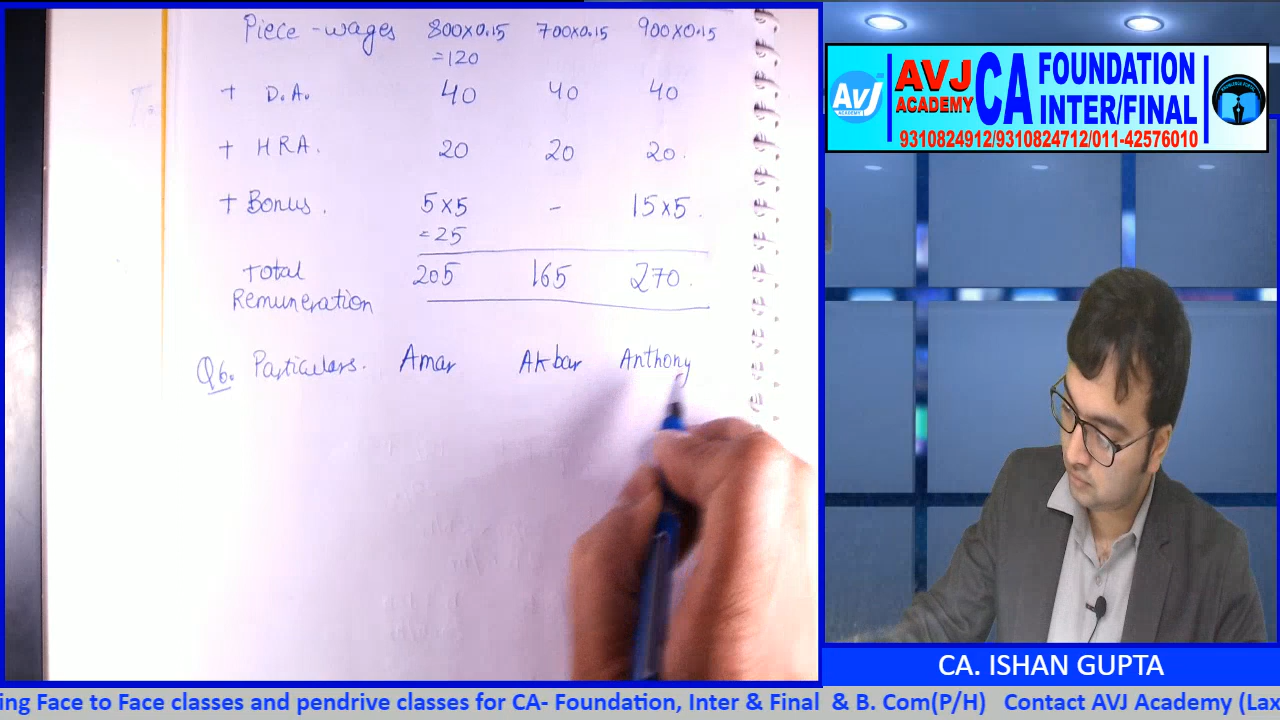 Piece-wages 800x0.15 700x0.15 900x0.15
=120
+ D.A. 40 40 40
+ HRA. 20 20 20.
+ Bonus. 5x5 - 15x5.
=25
Total 205 165 270.
Remuneration
Q6. Particulars. Amar Akbar Anthony
AVJ
ACADEMY
AVJ
ACADEMY
CA
FOUNDATION
INTER/FINAL
9310824912/9310824712/011-42576010
CA. ISHAN GUPTA
ing Face to Face classes and pendrive classes for CA- Foundation, Inter & Final & B. Com(P/H) Contact AVJ Academy (Lax